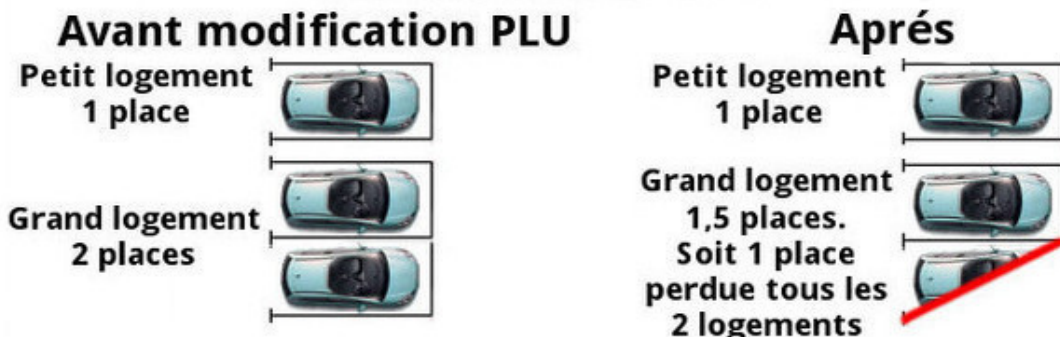 Avant modification PLU
Petit logement
1 place
Grand logement
2 places
Aprés
Petit logement
1 place
Grand logement
1,5 places.
Soit 1 place
perdue tous les
2 logements